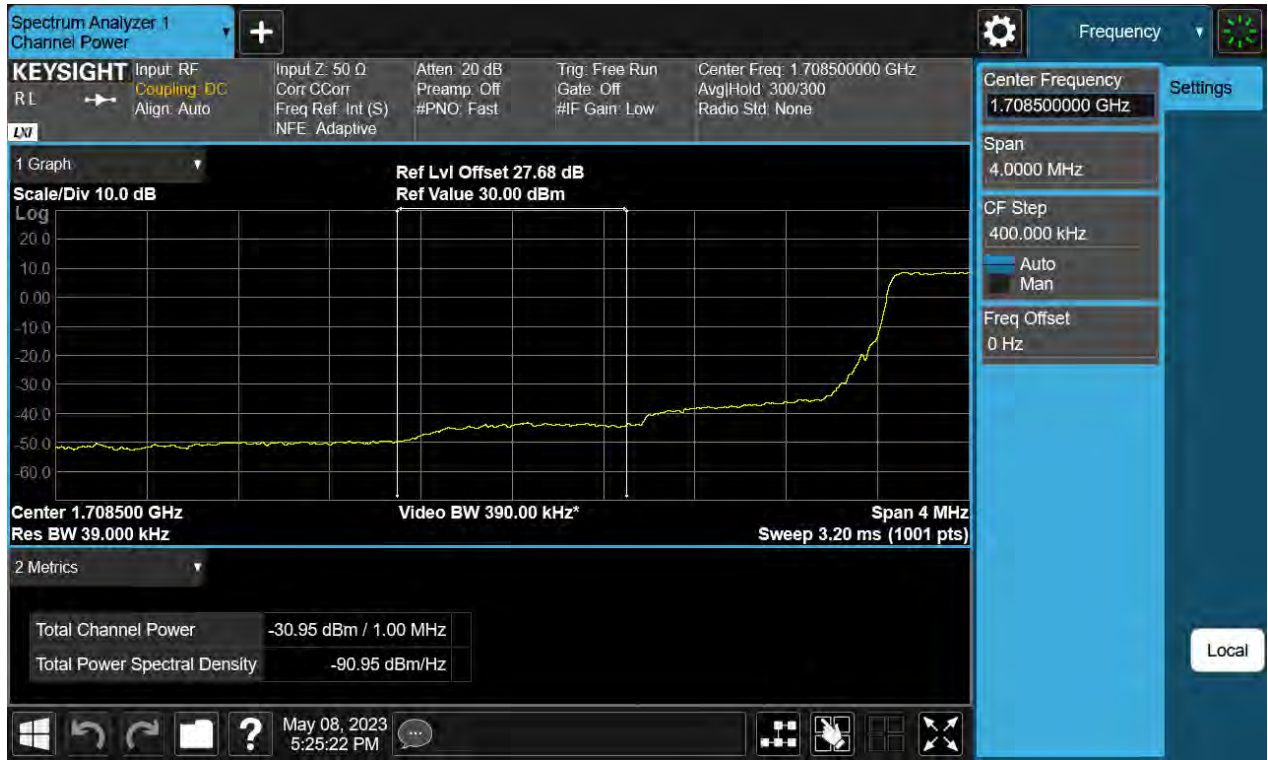 Spectrum Analyzer 1
Channel Power
Frequency
KEYSIGHT
RL
LXI
Input: RF
Coupling: DC
Align: Auto
Input Z: 50 Ω
Corr CCorr
Freq Ref: Int (S)
NFE: Adaptive
Atten: 20 dB
Preamp: Off
#PNO: Fast
Trig: Free Run
Gate: Off
#IF Gain: Low
Center Freq: 1.708500000 GHz
Avg|Hold: 300/300
Radio Std: None
Center Frequency
1.708500000 GHz
Settings
Span
4.0000 MHz
CF Step
400.000 kHz
Auto
Man
Freq Offset
0 Hz
1 Graph
Scale/Div 10.0 dB
Ref Lvl Offset 27.68 dB
Ref Value 30.00 dBm
Log
20.0
10.0
0.00
-10.0
-20.0
-30.0
-40.0
-50.0
-60.0
Center 1.708500 GHz
Video BW 390.00 kHz*
Span 4 MHz
Res BW 39.000 kHz
Sweep 3.20 ms (1001 pts)
2 Metrics
Total Channel Power -30.95 dBm / 1.00 MHz
Total Power Spectral Density -90.95 dBm/Hz
Local
?
May 08, 2023
5:25:22 PM